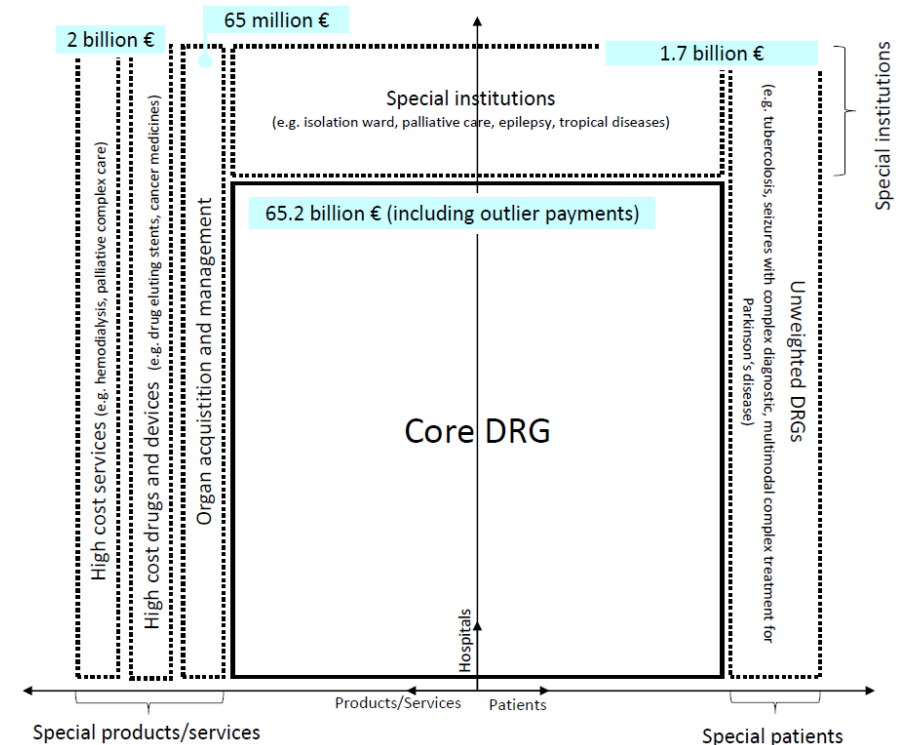 65 million €
2 billion €
1.7 billion €
Special institutions
(e.g. isolation ward, palliative care, epilepsy, tropical diseases)
Special institutions
65.2 billion € (including outlier payments)
High cost services (e.g. hemodialysis, palliative complex care)
High cost drugs and devices (e.g. drug eluting stents, cancer medicines)
Organ acquistition and management
Core DRG
Unweighted DRGs
(e.g. tubercolosis, seizures with complex diagnostic, multimodal complex treatment for
Parkinson's disease)
Hospitals
Products/Services
Patients
Special products/services
Special patients